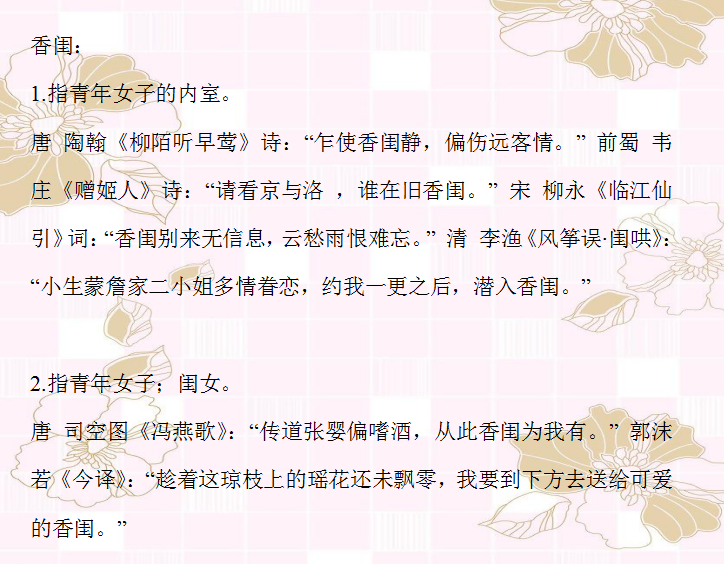 香闺：
1.指青年女子的内室。
唐 陶翰《柳陌听早莺》诗：“乍使香闺静，偏伤远客情。” 前蜀 韦
庄《赠姬人》诗：“请看京与洛 ，谁在旧香闺。” 宋 柳永《临江仙
引》词：“香闺别来无信息，云愁雨恨难忘。” 清 李渔《风筝误·闺哄》：
“小生蒙詹家二小姐多情眷恋，约我一更之后，潜入香闺。”
2.指青年女子；闺女。
唐 司空图《冯燕歌》：“传道张婴偏嗜酒，从此香闺为我有。” 郭沫
若《今译》：“趁着这琼枝上的瑶花还未飘零，我要到下方去送给可爱
的香闺。”